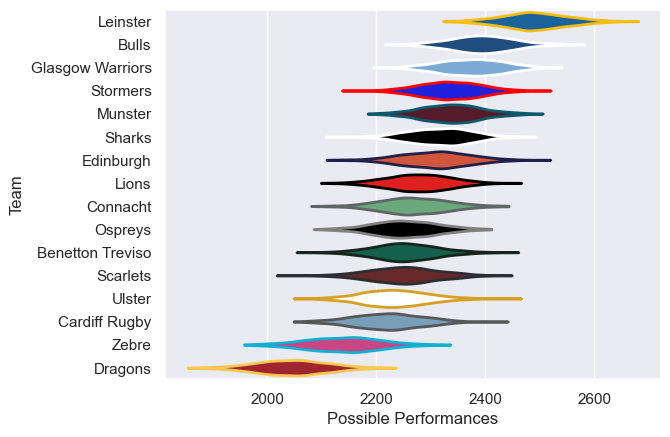 Leinster
Bulls
Glasgow Warriors
Stormers
Munster
Sharks
Edinburgh
Lions
Connacht
Ospreys
Benetton Treviso
Scarlets
Ulster
Cardiff Rugby
Zebre
Dragons
Team
2000 2200 2400 2600
Possible Performances